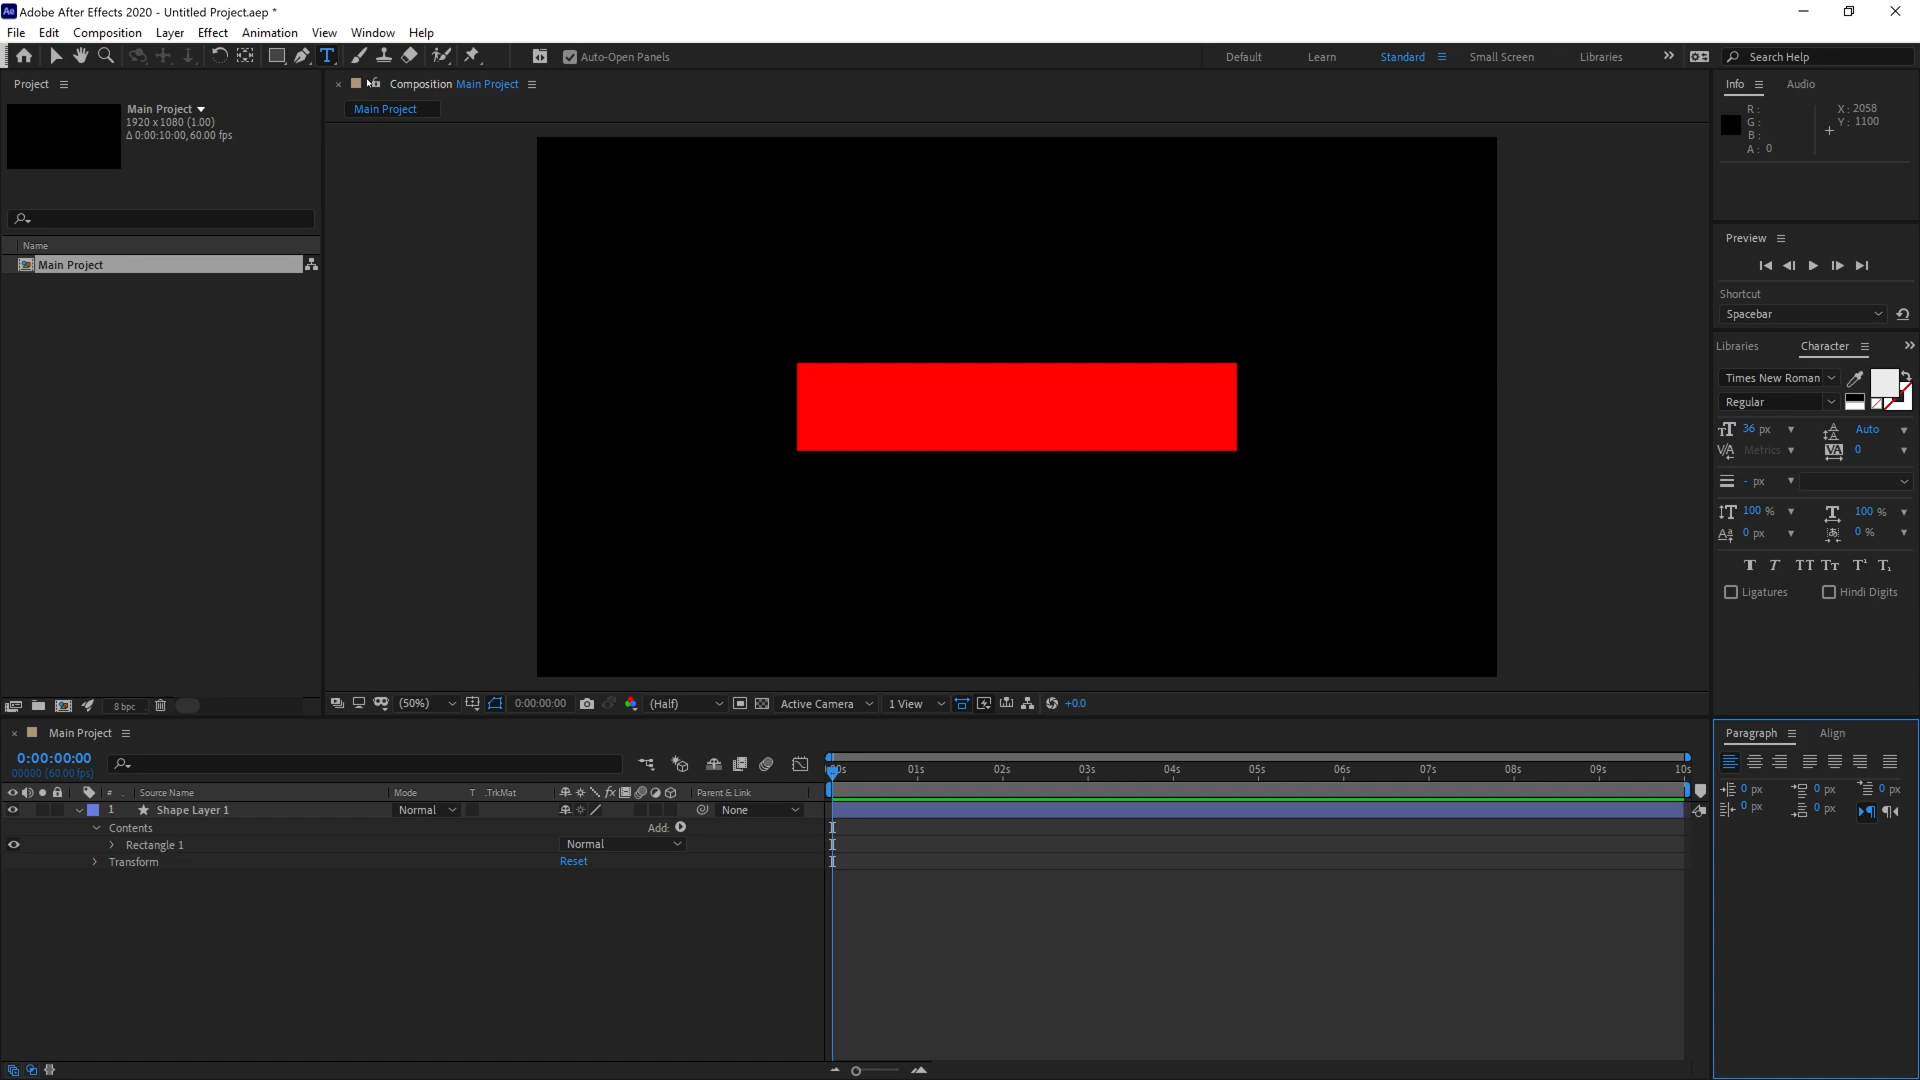 Adobe After Effects 2020 - Untitled Project.aep *
File Edit Composition Layer Effect Animation View Window Help
Auto-Open Panels
Default Learn Standard Small Screen Libraries
Search Help
Project
Main Project
1920 x 1080 (1.00)
Δ 0:00:10:00, 60.00 fps
Name
Main Project
8 bpc
Composition Main Project
Main Project
(50%) 0:00:00:00 (Half) Active Camera 1 View +0.0
Info Audio
R :
G :
B :
A : 0
X : 2058
Y : 1100
Preview
Shortcut
Spacebar
Libraries Character
Times New Roman
Regular
36 px Auto
Metrics 0
- px
100 % 100 %
0 px 0 %
Ligatures Hindi Digits
Main Project
0:00:00:00
00000 (60.00 fps)
# Source Name Mode T .TrkMat Parent & Link
1 Shape Layer 1 Normal None
Contents Add:
Rectangle 1 Normal
Transform Reset
:00s 01s 02s 03s 04s 05s 06s 07s 08s 09s 10s
Paragraph Align
0 px 0 px 0 px
0 px 0 px